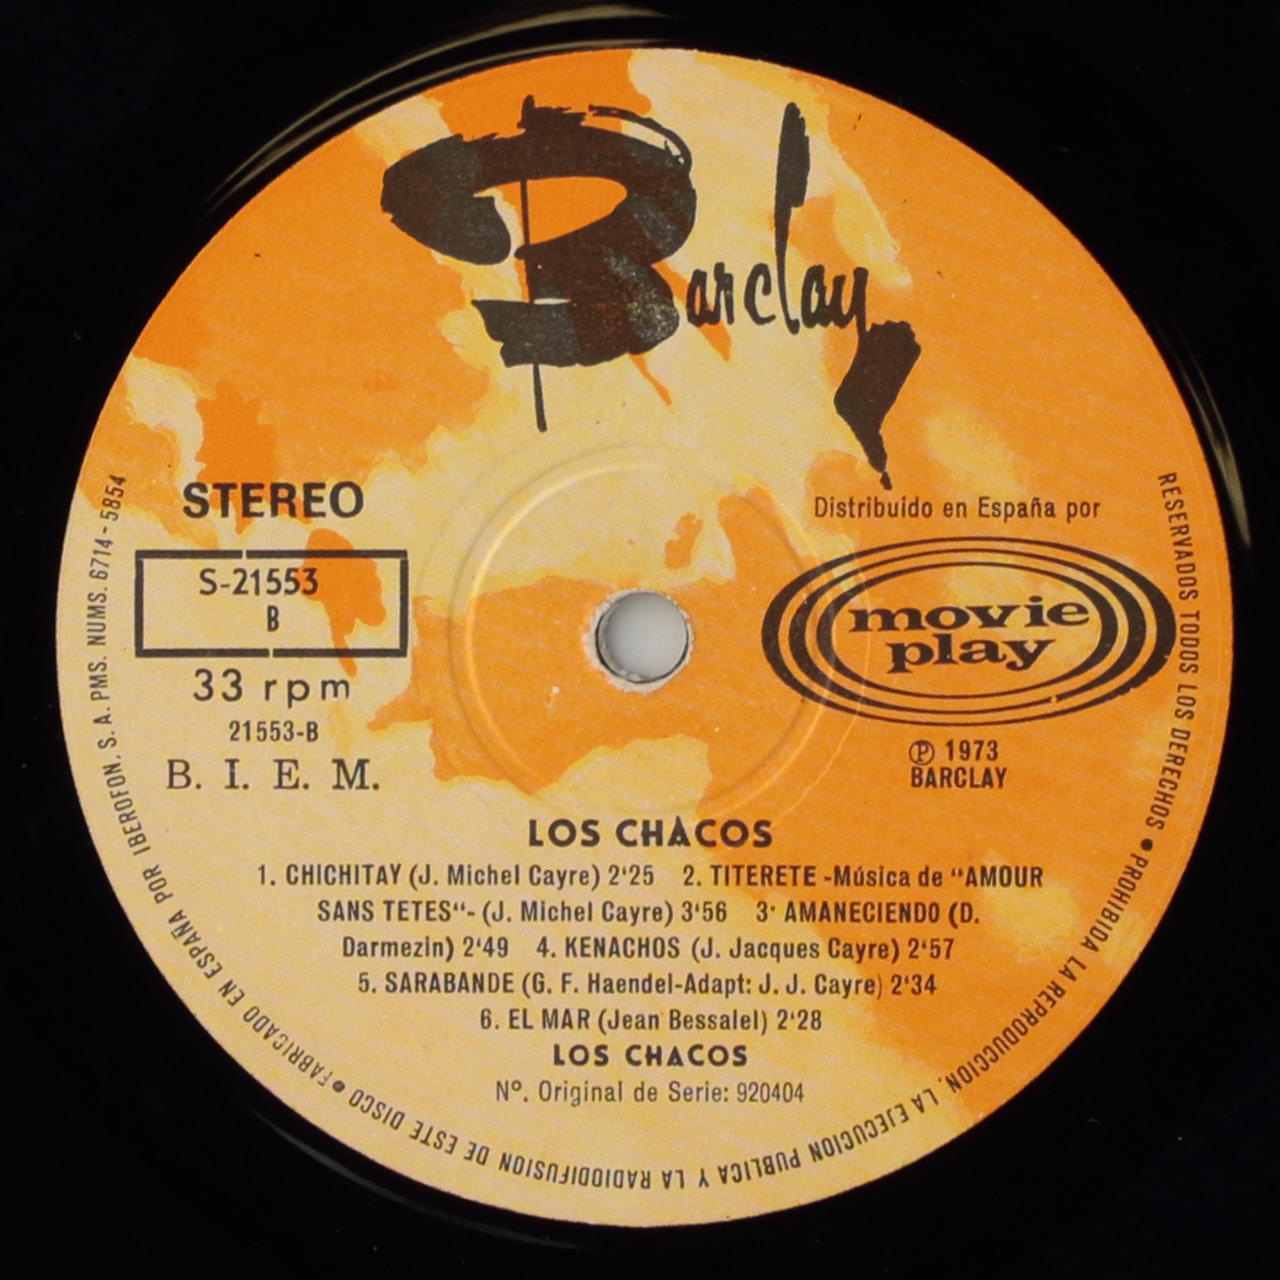 Barclay
STEREO
S-21553
B
33 rpm
21553-B
B. I. E. M.
Distribuido en España por
movie
play
℗ 1973
BARCLAY
LOS CHACOS
1. CHICHITAY (J. Michel Cayre) 2'25 2. TITERETE -Música de "AMOUR
SANS TETES"- (J. Michel Cayre) 3'56 3· AMANECIENDO (D.
Darmezin) 2'49 4. KENACHOS (J. Jacques Cayre) 2'57
5. SARABANDE (G. F. Haendel-Adapt: J. J. Cayre) 2'34
6. EL MAR (Jean Bessalel) 2'28
LOS CHACOS
Nº. Original de Serie: 920404
RESERVADOS TODOS LOS DERECHOS • PROHIBIDA LA REPRODUCCION, LA EJECUCION PUBLICA Y LA RADIODIFUSION DE ESTE DISCO • FABRICADO EN ESPAÑA POR IBEROFON, S. A. PMS. NUMS. 6714-5854